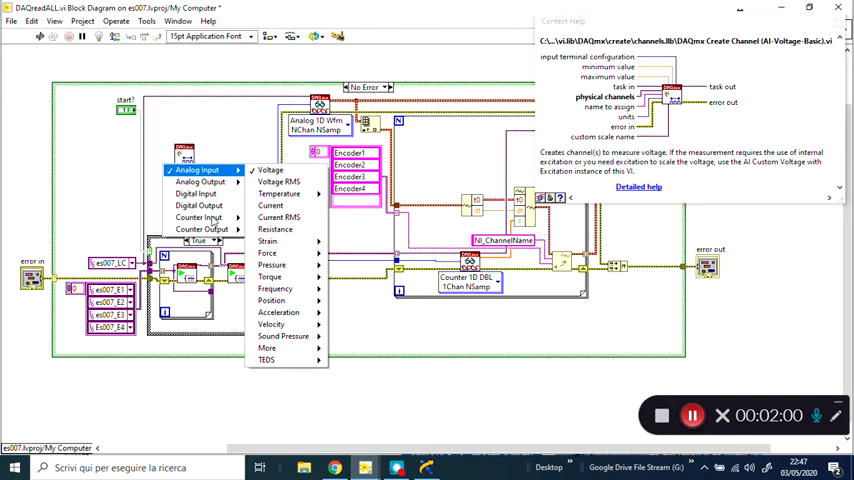 DAQreadALL.vi Block Diagram on es007.lvproj/My Computer *
File Edit View Project Operate Tools Window Help
15pt Application Font
Context Help
C:\...\vi.lib\DAQmx\create\channels.llb\DAQmx Create Channel (AI-Voltage-Basic).vi
input terminal configuration
minimum value
maximum value
task in
physical channels
name to assign
units
error in
custom scale name
task out
error out
Creates channel(s) to measure voltage. If the measurement requires the use of internal
excitation or you need excitation to scale the voltage, use the AI Custom Voltage with
Excitation instance of this VI.
Detailed help
No Error
start?
TF
DAQmx
Analog 1D Wfm
NChan NSamp
0
Encoder1
Encoder2
Encoder3
Encoder4
N
Analog Input
Analog Output
Digital Input
Digital Output
Counter Input
Counter Output
Voltage
Voltage RMS
Temperature
Current
Current RMS
Resistance
Strain
Force
Pressure
Torque
Frequency
Position
Acceleration
Velocity
Sound Pressure
More
TEDS
True
error in
es007_LC
0
es007_E1
es007_E2
es007_E3
es007_E4
N
i
t0
t0
Y
NI_ChannelName
Counter 1D DBL
1Chan NSamp
i
error out
00:02:00
es007.lvproj/My Computer
Scrivi qui per eseguire la ricerca
Desktop
Google Drive File Stream (G:)
22:47
03/05/2020
2